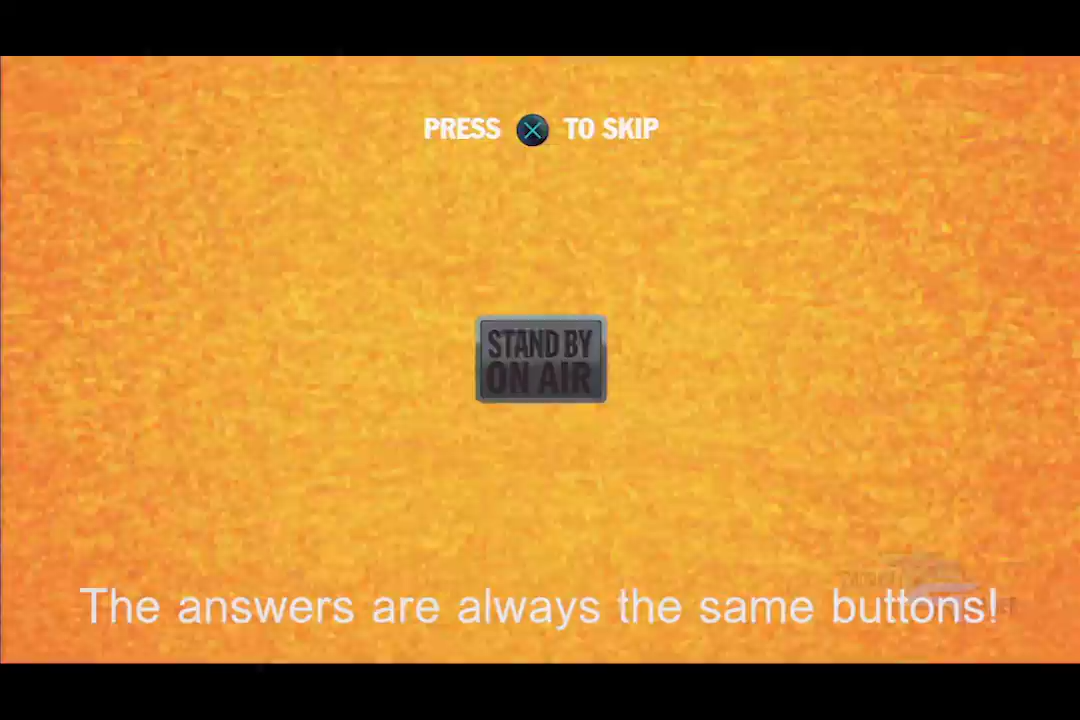 PRESS TO SKIP
STAND BY
ON AIR
The answers are always the same buttons!